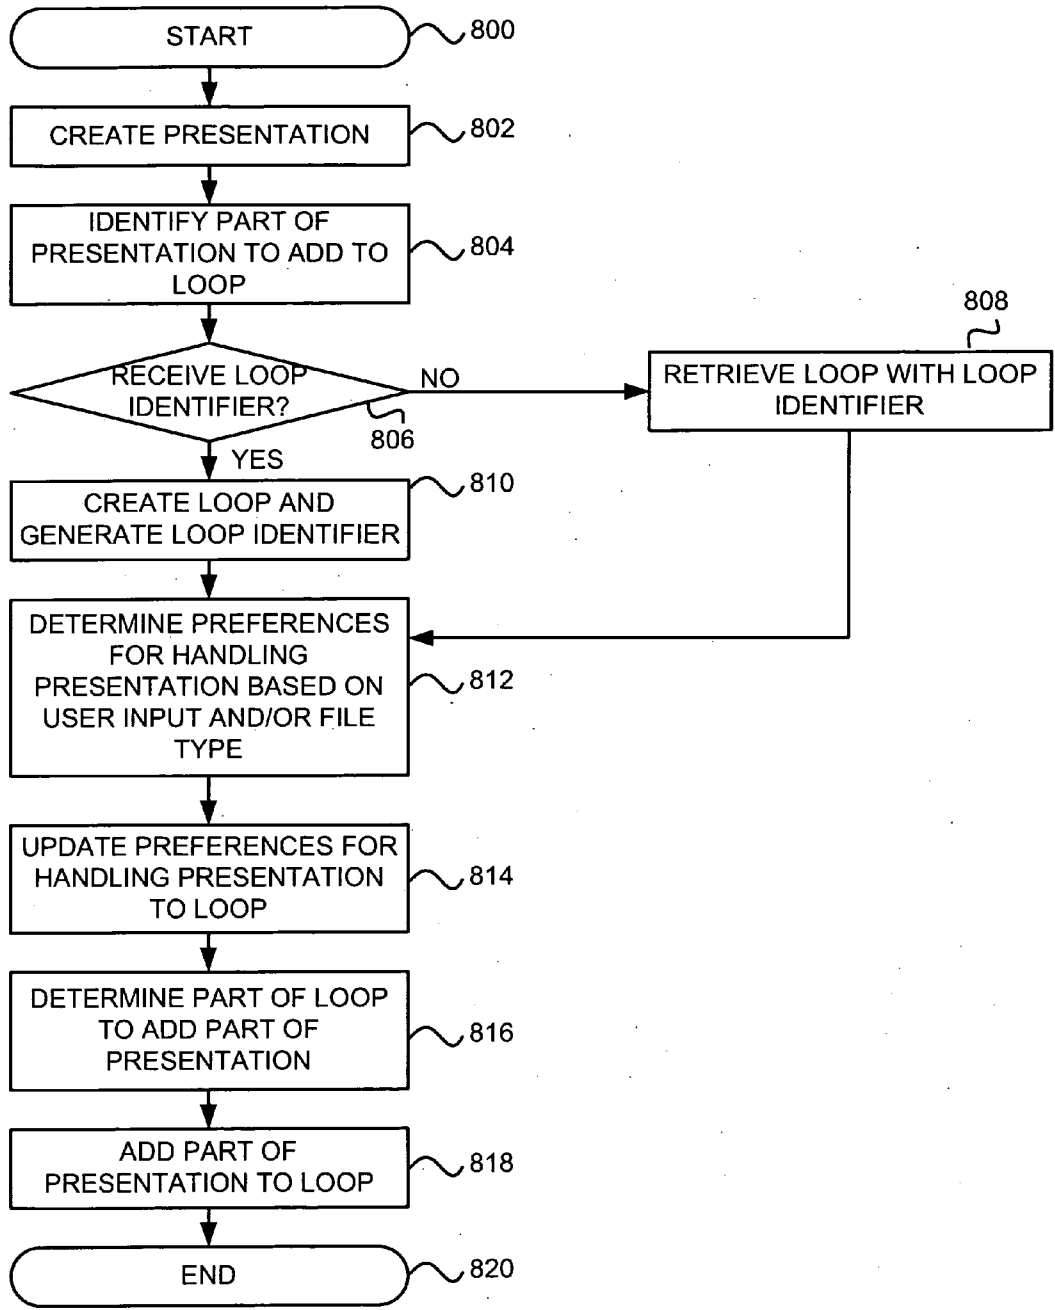 START
800
CREATE PRESENTATION
802
IDENTIFY PART OF
PRESENTATION TO ADD TO
LOOP
804
RECEIVE LOOP
IDENTIFIER?
806
NO
808
RETRIEVE LOOP WITH LOOP
IDENTIFIER
YES
810
CREATE LOOP AND
GENERATE LOOP IDENTIFIER
DETERMINE PREFERENCES
FOR HANDLING
PRESENTATION BASED ON
USER INPUT AND/OR FILE
TYPE
812
UPDATE PREFERENCES FOR
HANDLING PRESENTATION
TO LOOP
814
DETERMINE PART OF LOOP
TO ADD PART OF
PRESENTATION
816
ADD PART OF
PRESENTATION TO LOOP
818
END
820